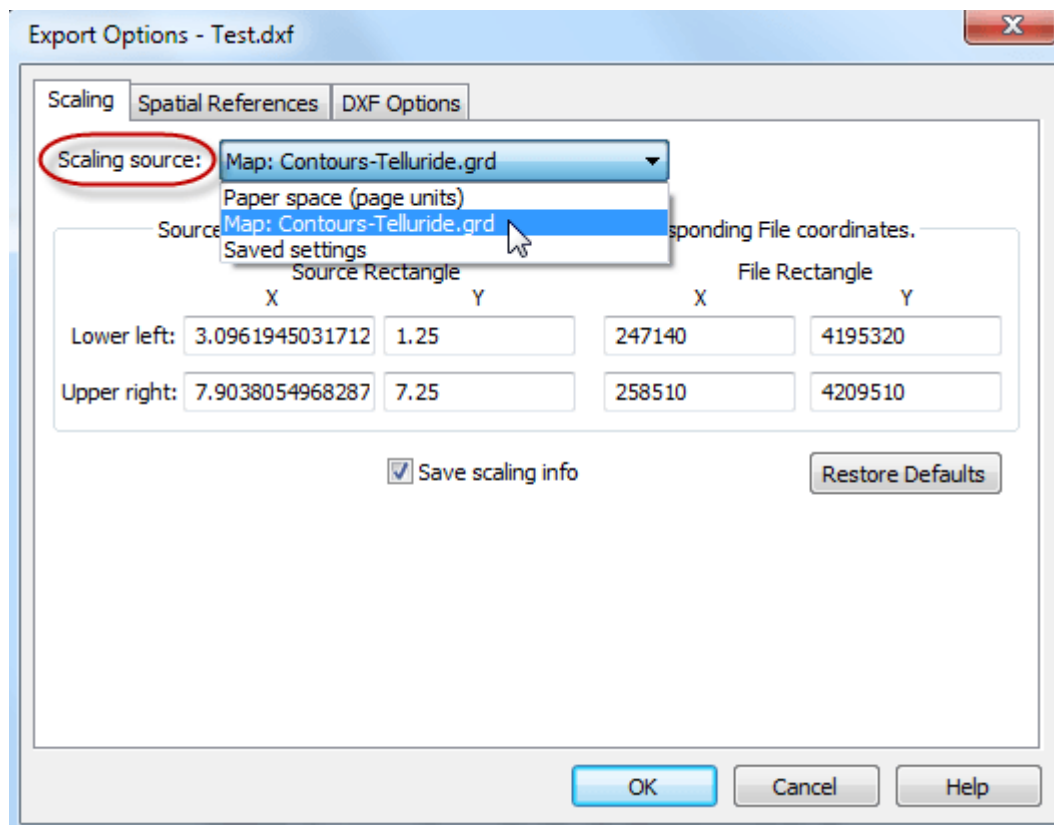 Export Options - Test.dxf
Scaling Spatial References DXF Options
Scaling source: Map: Contours-Telluride.grd
Paper space (page units)
Map: Contours-Telluride.grd
Saved settings
Sour sponding File coordinates.
Source Rectangle File Rectangle
X Y X Y
Lower left: 3.0961945031712 1.25 247140 4195320
Upper right: 7.9038054968287 7.25 258510 4209510
Save scaling info Restore Defaults
OK Cancel Help